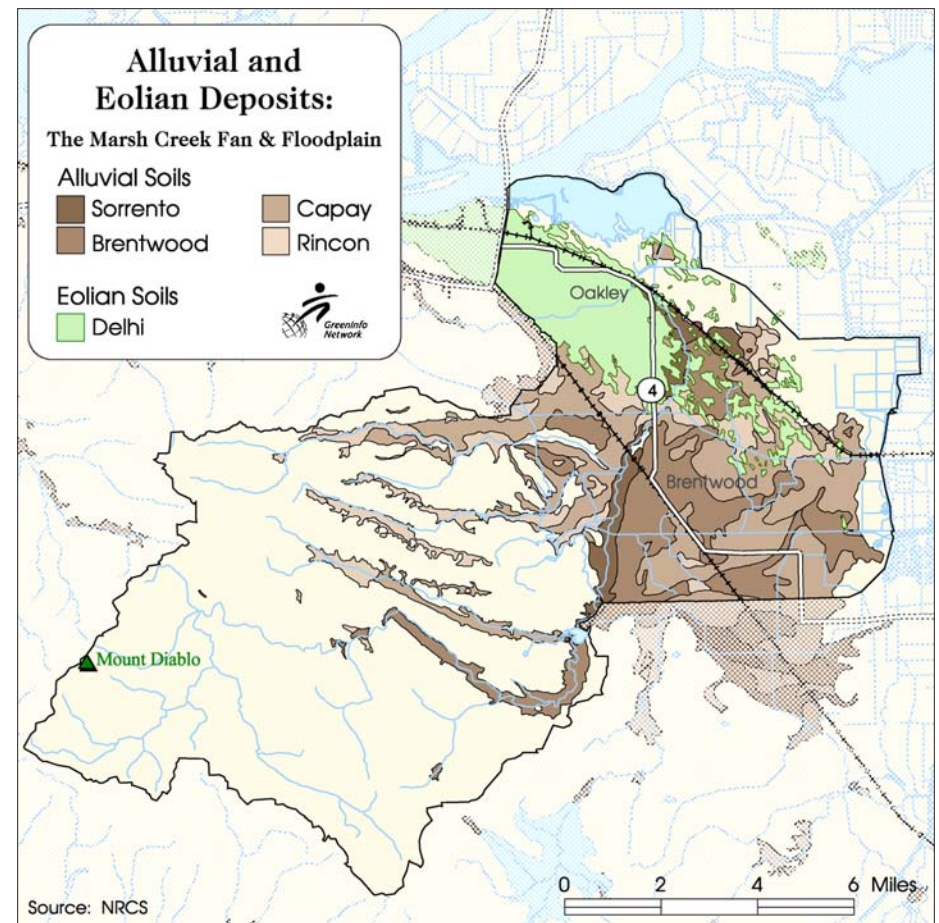 Alluvial and
Eolian Deposits:
The Marsh Creek Fan & Floodplain
Alluvial Soils
Sorrento
Capay
Brentwood
Rincon
Eolian Soils
Delhi
GreenInfo
Network
Oakley
4
Brentwood
Mount Diablo
0 2 4 6 Miles
Source: NRCS